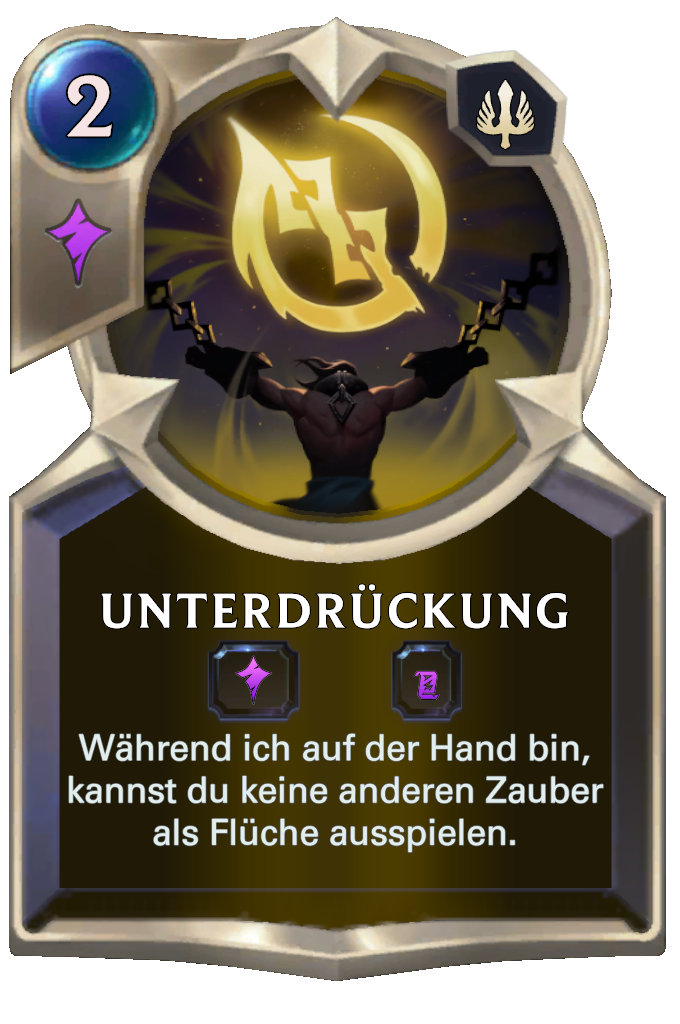 2
UNTERDRÜCKUNG
Während ich auf der Hand bin,
kannst du keine anderen Zauber
als Flüche ausspielen.